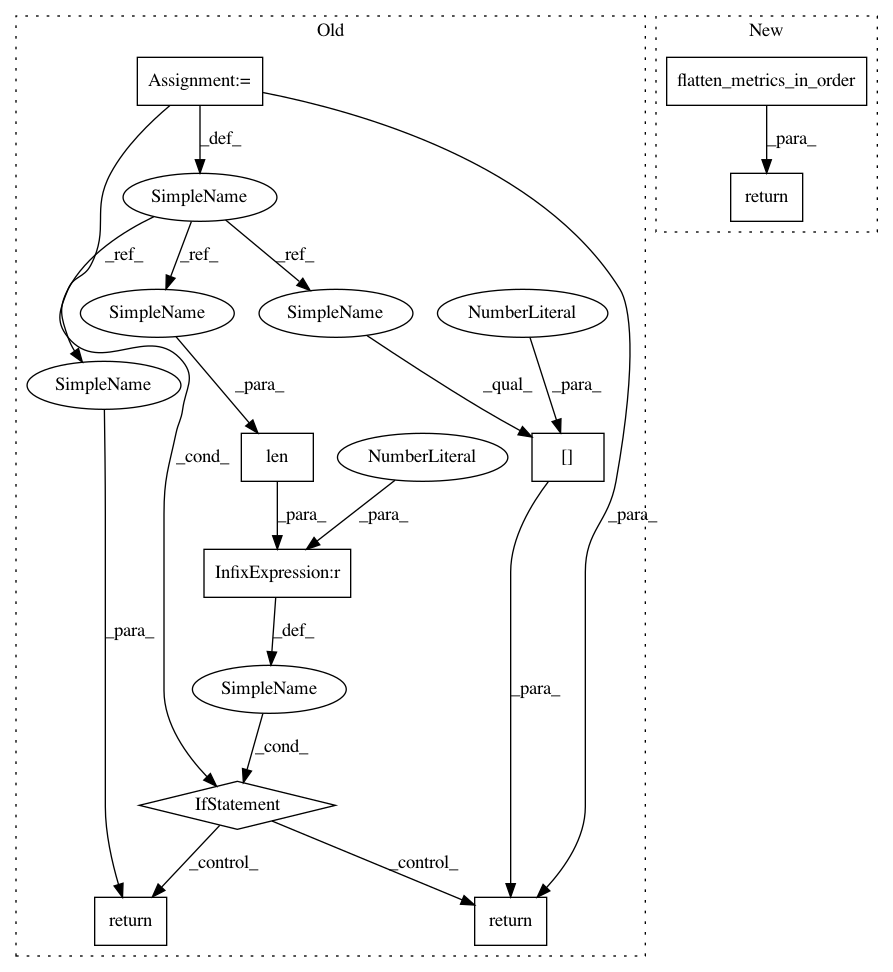 Old
New
Assignment:=
flatten_metrics_in_order
_def_
_para_
SimpleName
return
_ref_
_ref_
_ref_
SimpleName
SimpleName
NumberLiteral
SimpleName
_para_
_qual_
_para_
_cond_
len
NumberLiteral
[]
_para_
_para_
_para_
InfixExpression:r
_para_
_def_
_para_
SimpleName
_cond_
IfStatement
_control_
_control_
return
return